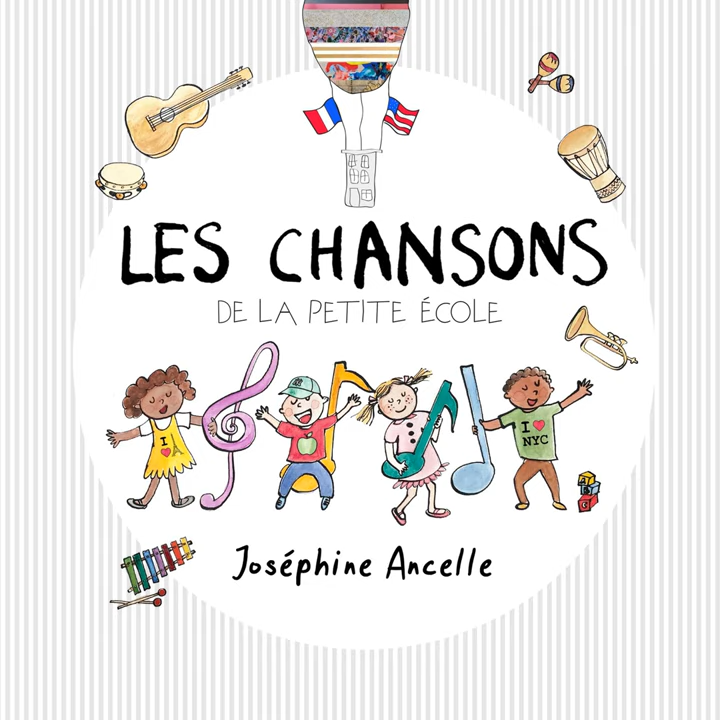 LES CHANSONS
DE LA PETITE ÉCOLE
I
I
NYC
Joséphine Ancelle